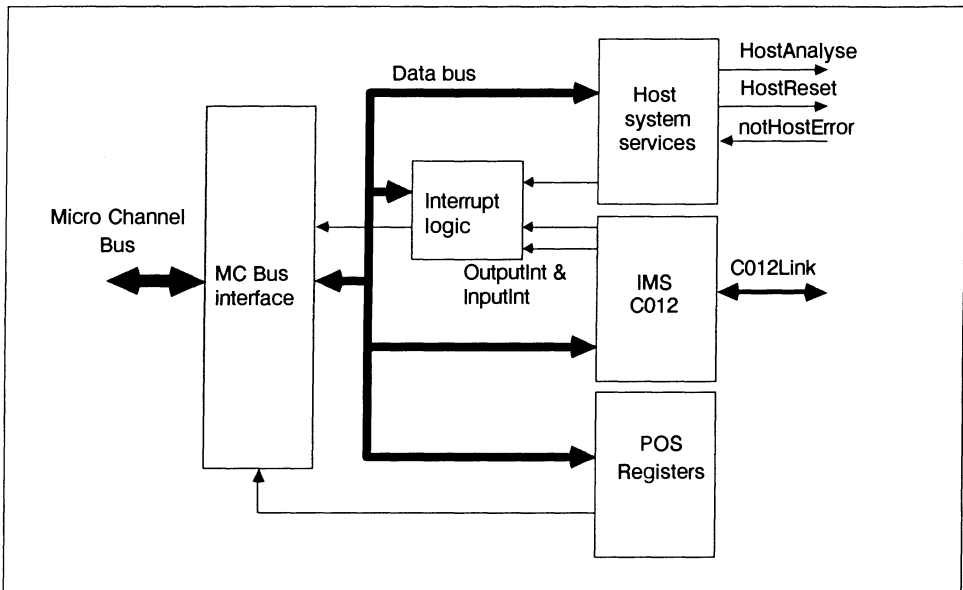 HostAnalyse
Data bus
HostReset
Host
system
services
notHostError
Interrupt
logic
Micro Channel
Bus
MC Bus
interface
OutputInt &
InputInt
IMS
C012
C012Link
POS
Registers